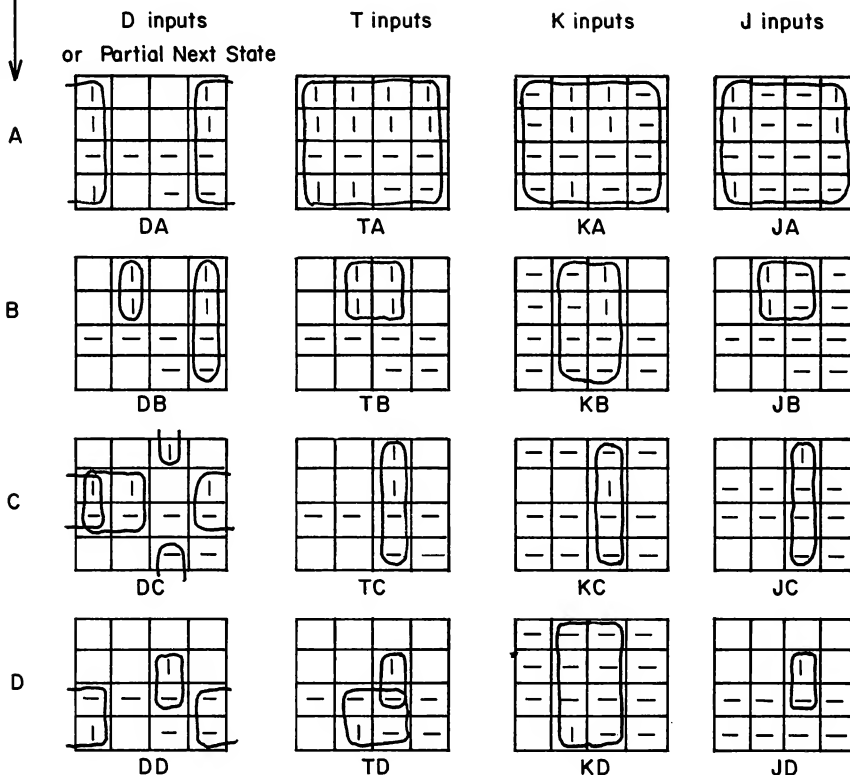 D inputs
or Partial Next State
T inputs
K inputs
J inputs
A
DA
TA
KA
JA
B
DB
TB
KB
JB
C
DC
TC
KC
JC
D
DD
TD
KD
JD